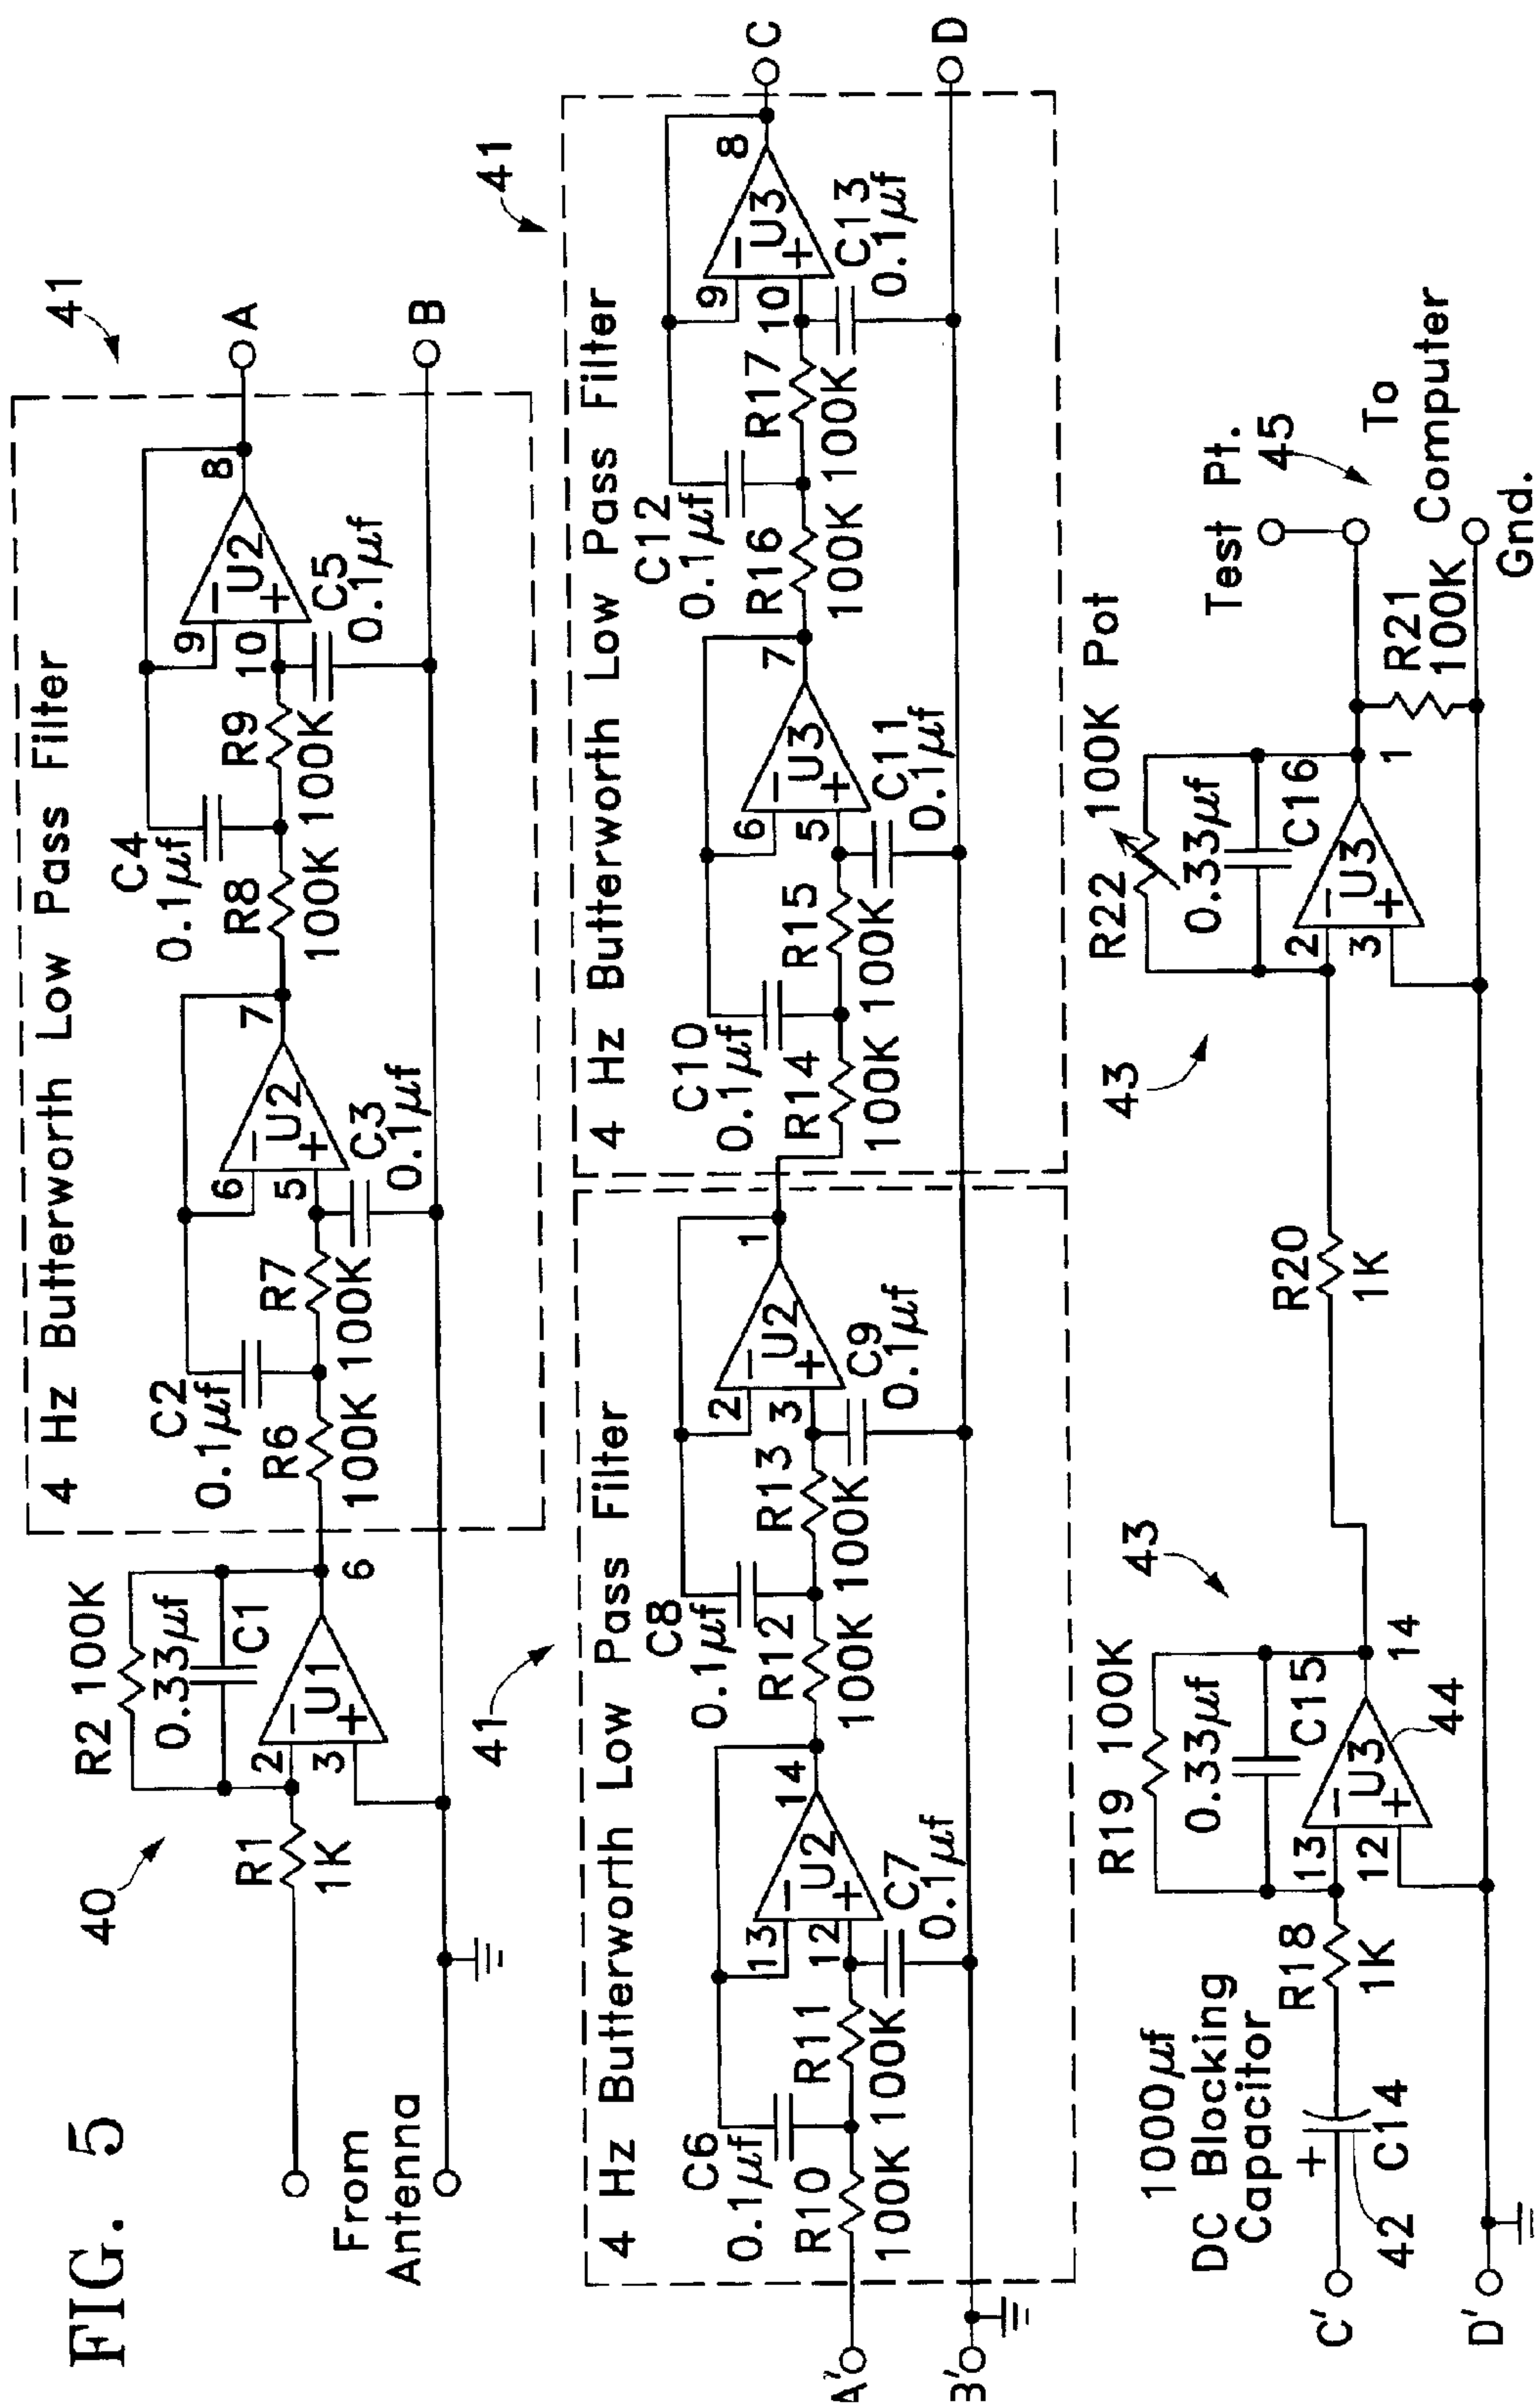 FIG. 5
From
Antenna
40
R1
1K
R2 100K
0.33µf
C1
2
3
−
+
U1
6
4 Hz Butterworth Low Pass Filter
41
C2
0.1µf
R6
100K
R7
100K
6
5
−
+
U2
7
C3
0.1µf
C4
0.1µf
R8
100K
R9
100K
9
10
−
+
U2
8
C5
0.1µf
A
B
A'
B'
41
4 Hz Butterworth Low Pass Filter
C6
0.1µf
R10
100K
R11
100K
13
12
−
+
U2
14
C7
0.1µf
C8
0.1µf
R12
100K
R13
100K
2
3
−
+
U2
1
C9
0.1µf
4 Hz Butterworth Low Pass Filter
41
C10
0.1µf
R14
100K
R15
100K
6
5
−
+
U3
7
C11
0.1µf
C12
0.1µf
R16
100K
R17
100K
9
10
−
+
U3
8
C13
0.1µf
C
D
C'
D'
1000µf
DC Blocking
Capacitor
+
42
C14
R18
1K
R19 100K
0.33µf
C15
13
12
−
+
U3
14
43
44
R20
1K
43
R22
100K Pot
0.33µf
C16
2
3
−
+
U3
1
R21
100K
Test Pt.
45
To
Computer
Gnd.